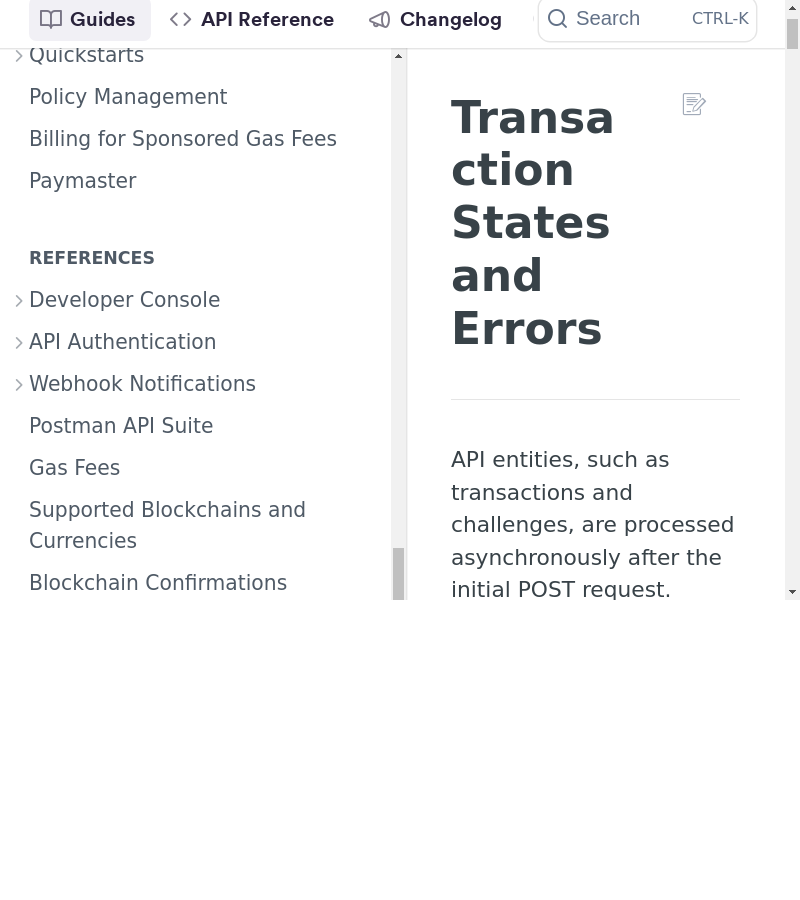 Guides
API Reference
Changelog
Search
CTRL-K
Quickstarts
Policy Management
Billing for Sponsored Gas Fees
Paymaster
REFERENCES
Developer Console
API Authentication
Webhook Notifications
Postman API Suite
Gas Fees
Supported Blockchains and
Currencies
Blockchain Confirmations
Transa
ction
States
and
Errors
API entities, such as
transactions and
challenges, are processed
asynchronously after the
initial POST request.